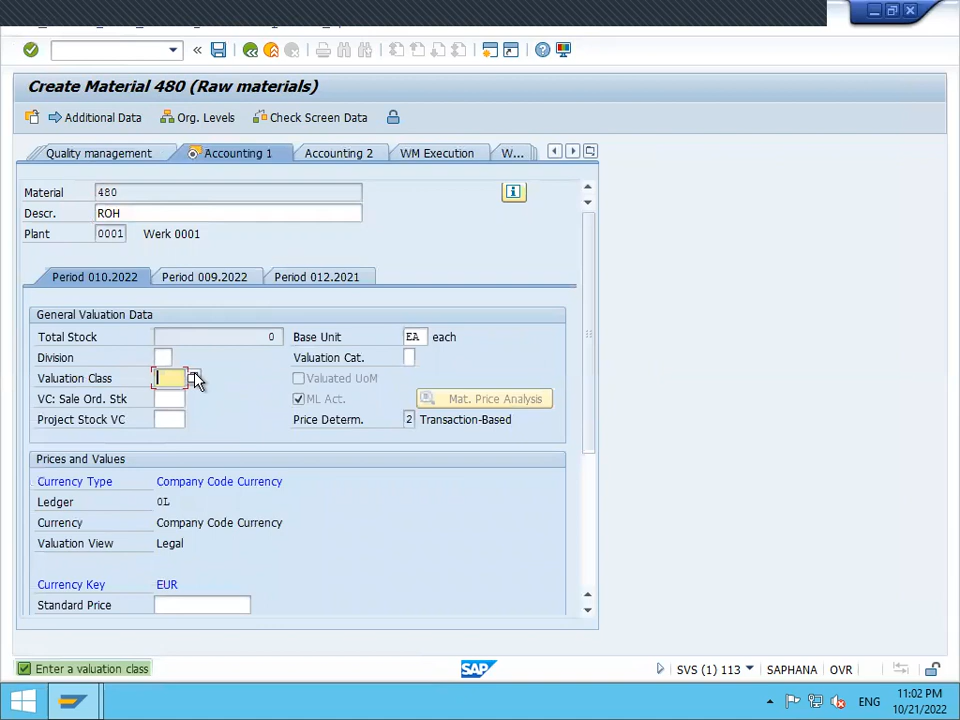 Create Material 480 (Raw materials)
Additional Data
Org. Levels
Check Screen Data
Quality management
Accounting 1
Accounting 2
WM Execution
W...
Material 480
Descr. ROH
Plant 0001 Werk 0001
Period 010.2022
Period 009.2022
Period 012.2021
General Valuation Data
Total Stock 0 Base Unit EA each
Division Valuation Cat.
Valuation Class Valuated UoM
VC: Sale Ord. Stk ML Act. Mat. Price Analysis
Project Stock VC Price Determ. 2 Transaction-Based
Prices and Values
Currency Type Company Code Currency
Ledger 0L
Currency Company Code Currency
Valuation View Legal
Currency Key EUR
Standard Price
Enter a valuation class
SAP
SVS (1) 113
SAPHANA
OVR
ENG
11:02 PM
10/21/2022